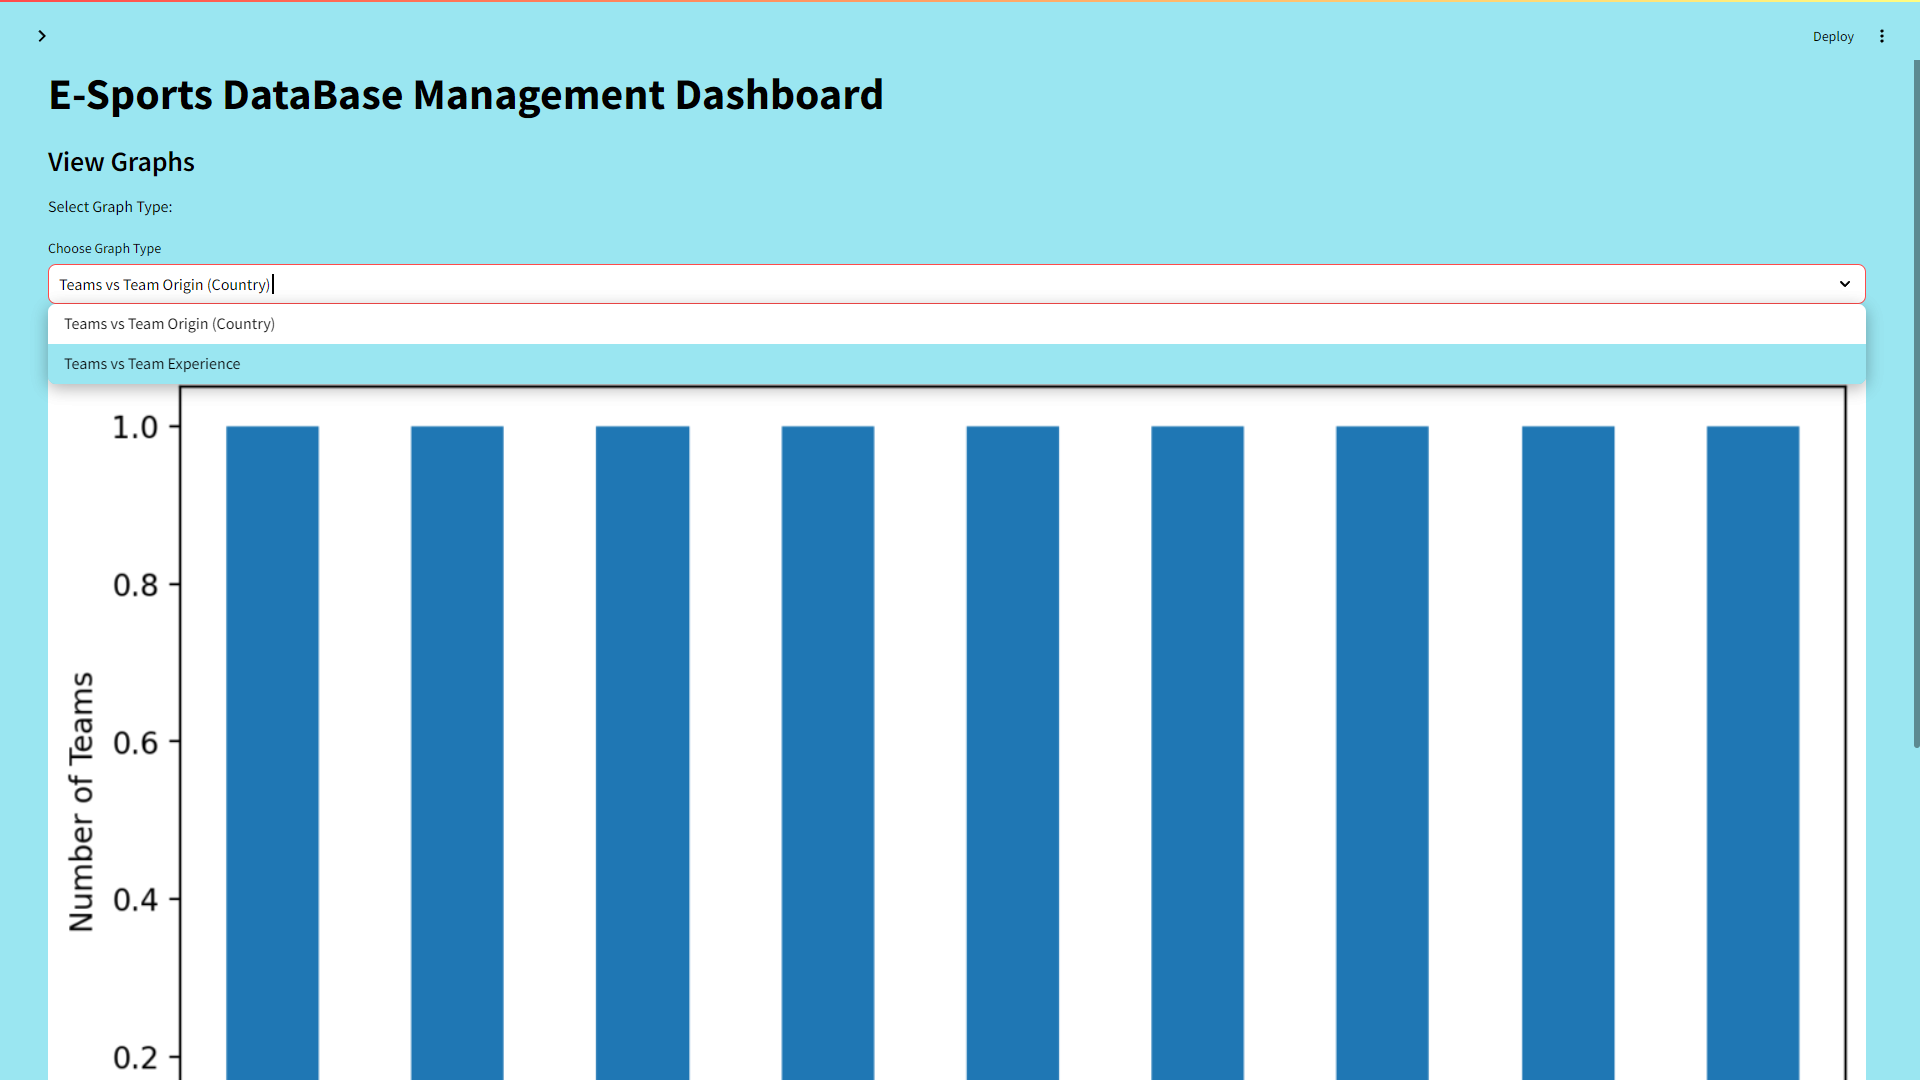 Deploy
E-Sports DataBase Management Dashboard
View Graphs
Select Graph Type:
Choose Graph Type
Teams vs Team Origin (Country)
Teams vs Team Origin (Country)
Teams vs Team Experience
1.0
0.8
0.6
0.4
0.2
Number of Teams